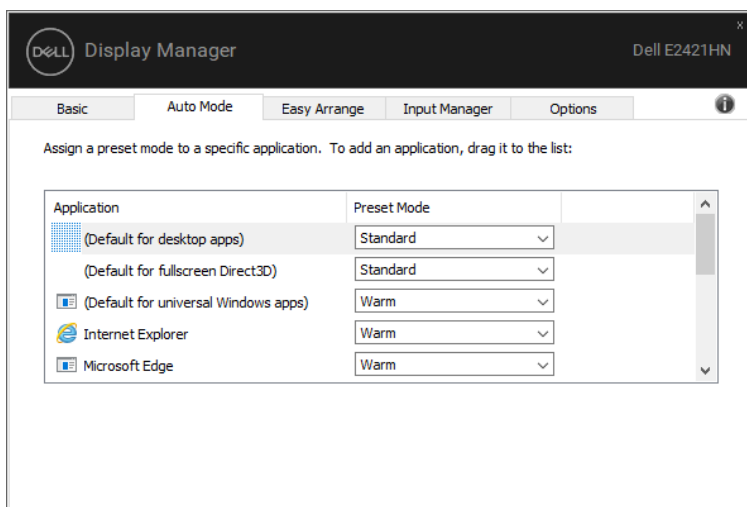 x
DELL Display Manager Dell E2421HN
Basic Auto Mode Easy Arrange Input Manager Options i
Assign a preset mode to a specific application. To add an application, drag it to the list:
Application Preset Mode
(Default for desktop apps) Standard
(Default for fullscreen Direct3D) Standard
(Default for universal Windows apps) Warm
Internet Explorer Warm
Microsoft Edge Warm